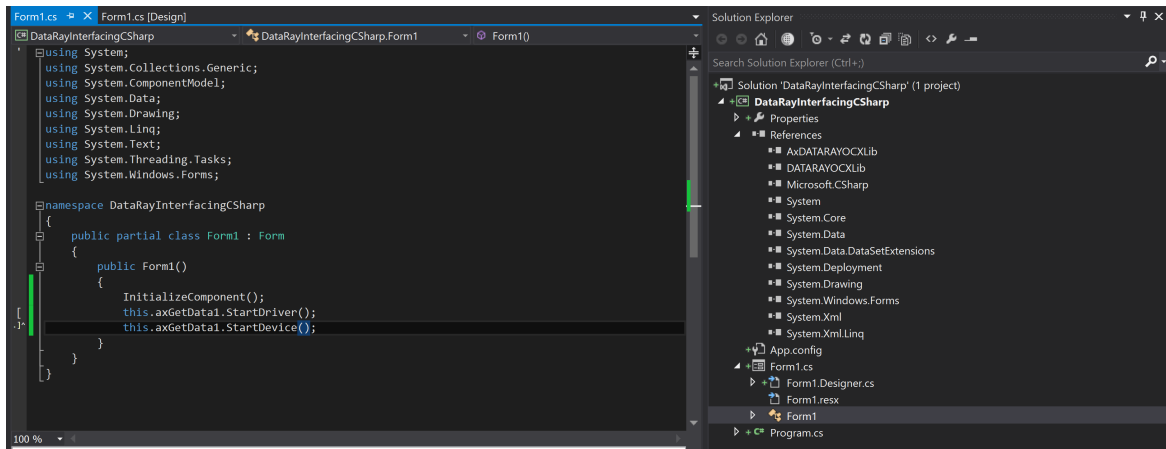 Form1.cs Form1.cs [Design]
DataRayInterfacingCSharp DataRayInterfacingCSharp.Form1 Form1()
using System;
using System.Collections.Generic;
using System.ComponentModel;
using System.Data;
using System.Drawing;
using System.Linq;
using System.Text;
using System.Threading.Tasks;
using System.Windows.Forms;
namespace DataRayInterfacingCSharp
{
public partial class Form1 : Form
{
public Form1()
{
InitializeComponent();
this.axGetData1.StartDriver();
this.axGetData1.StartDevice();
}
}
}
100 %
Solution Explorer
Search Solution Explorer (Ctrl+;)
Solution 'DataRayInterfacingCSharp' (1 project)
C# DataRayInterfacingCSharp
Properties
References
AxDATARAYOCXLib
DATARAYOCXLib
Microsoft.CSharp
System
System.Core
System.Data
System.Data.DataSetExtensions
System.Deployment
System.Drawing
System.Windows.Forms
System.Xml
System.Xml.Linq
App.config
Form1.cs
Form1.Designer.cs
Form1.resx
Form1
C# Program.cs